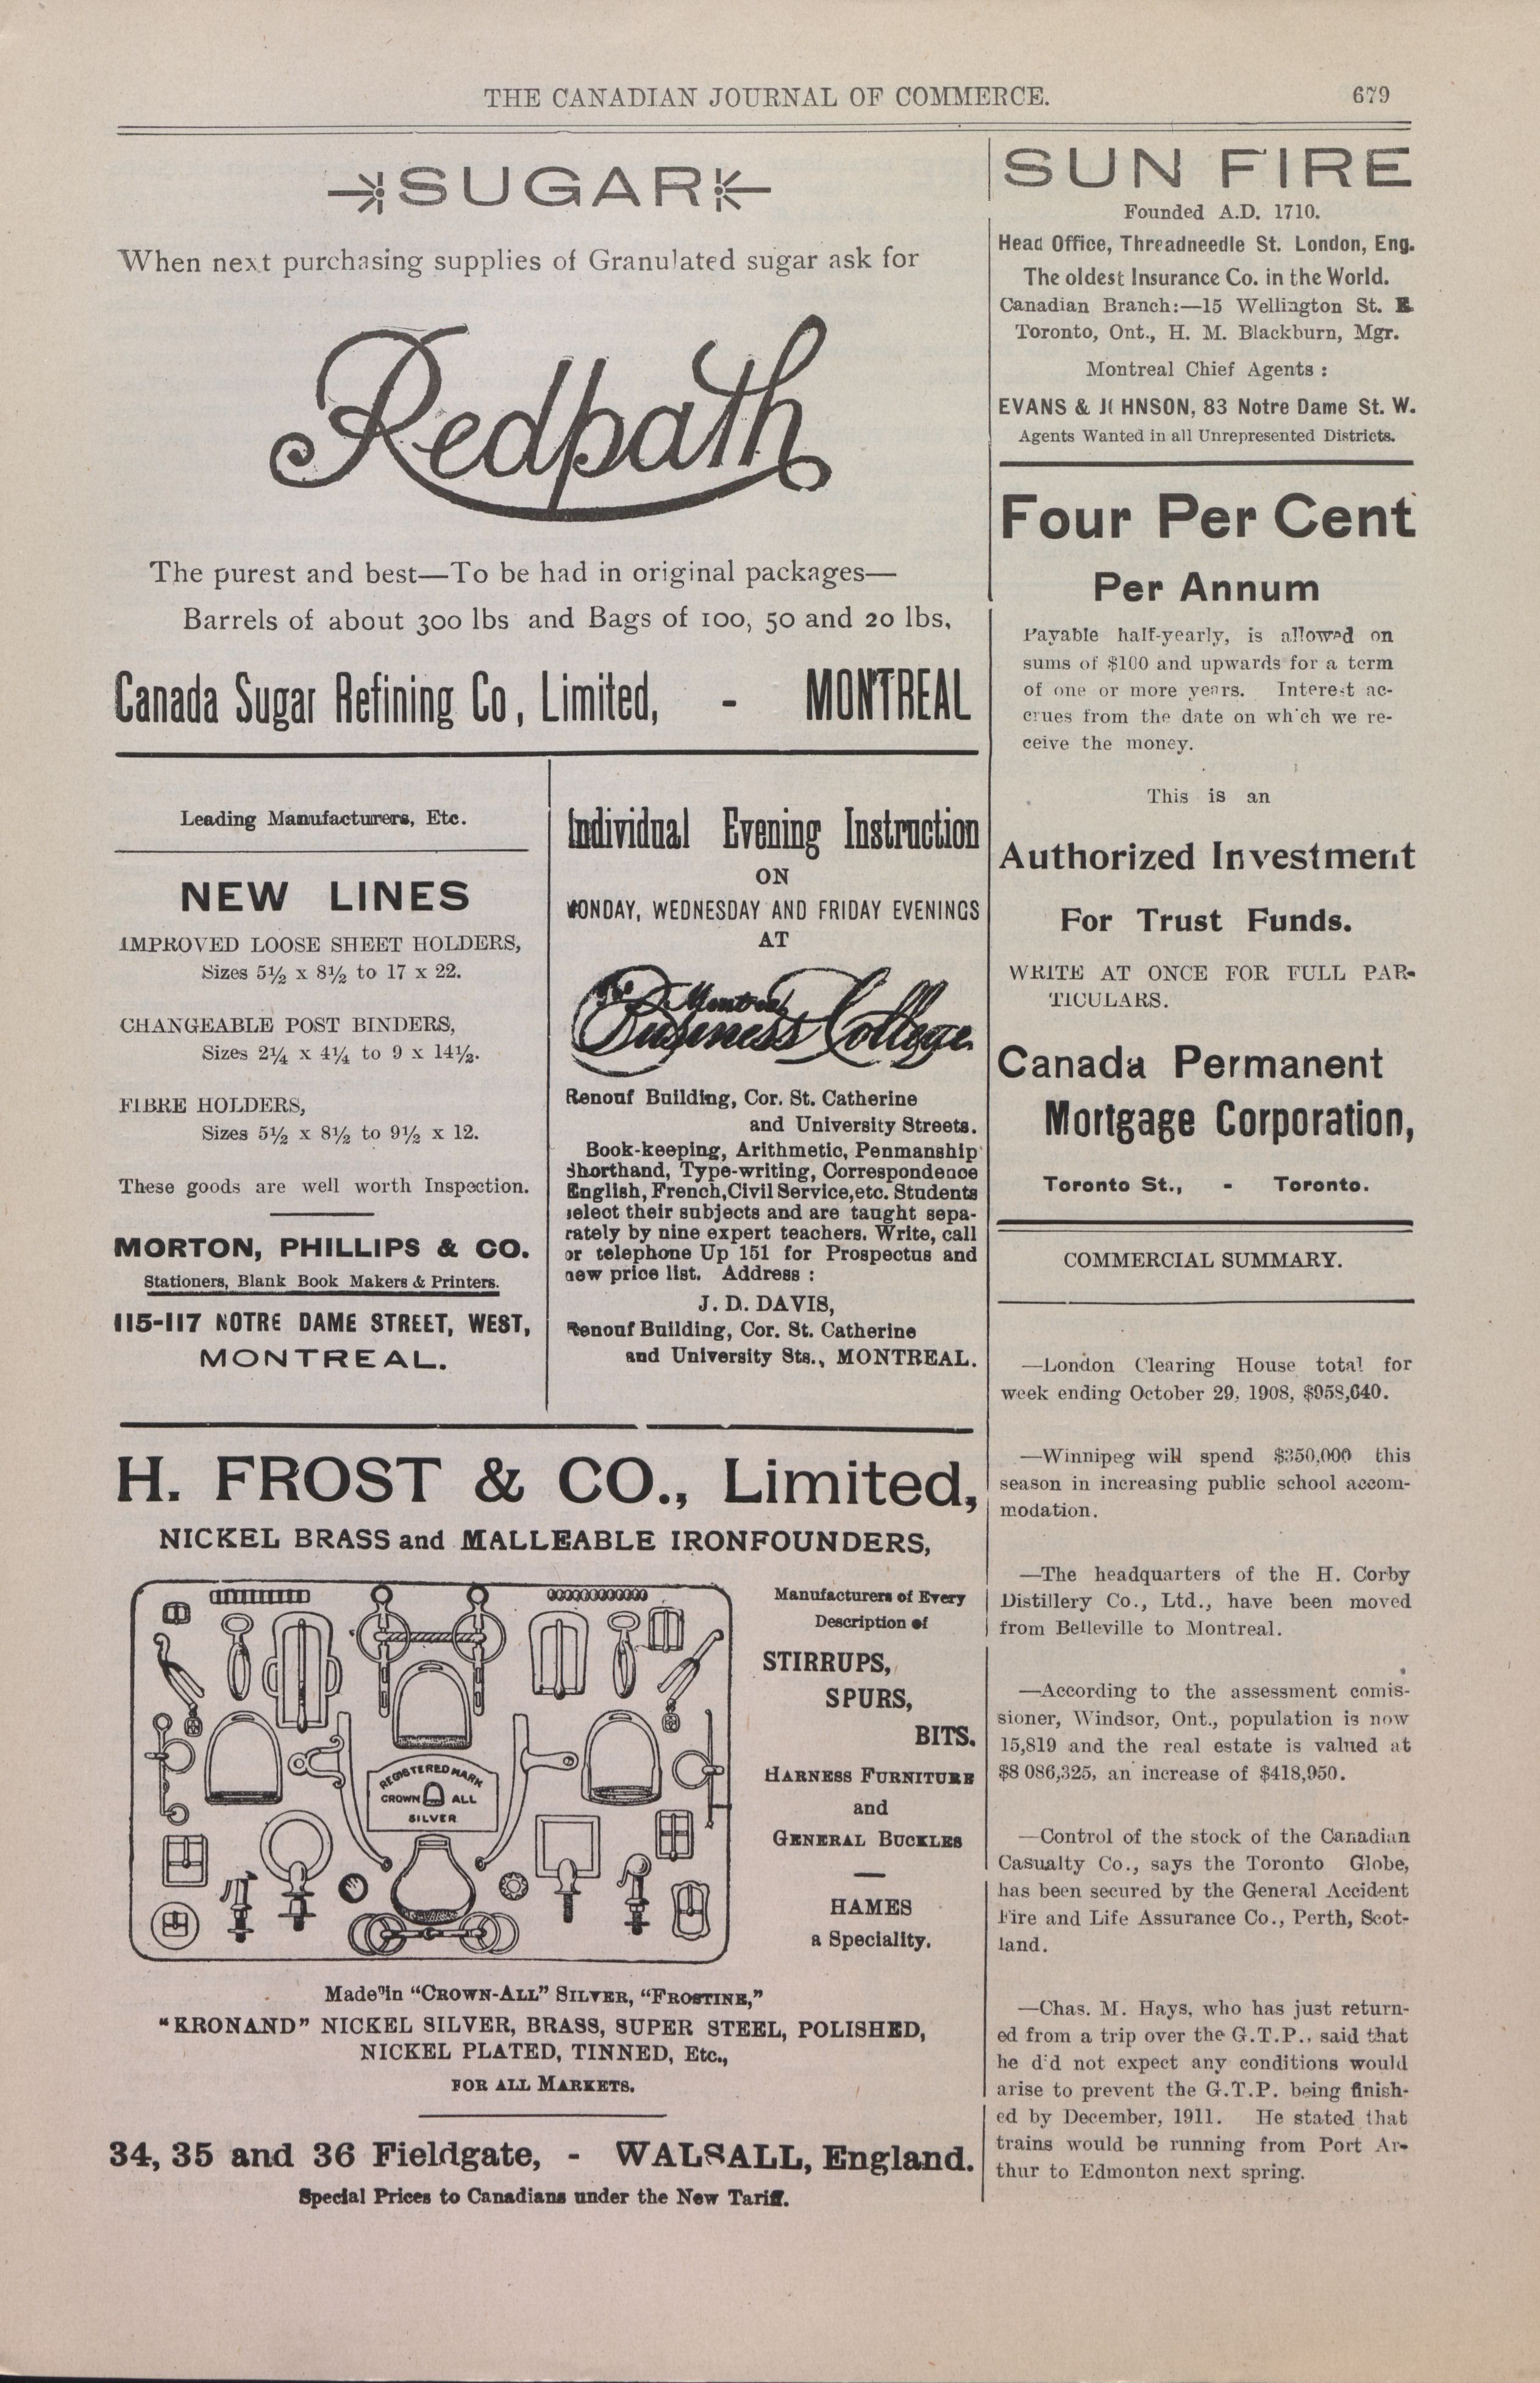 THE CANADIAN JOURNAL OF COMMERCE.
679
SUGAR
When next purchasing supplies of Granulated sugar ask for
Redpath
The purest and best—To be had in original packages—
Barrels of about 300 lbs and Bags of 100, 50 and 20 lbs,
Canada Sugar Refining Co, Limited, - MONTREAL
Leading Manufacturers, Etc.
NEW LINES
IMPROVED LOOSE SHEET HOLDERS,
Sizes 5½ x 8½ to 17 x 22.
CHANGEABLE POST BINDERS,
Sizes 2¼ x 4¼ to 9 x 14½.
FIBRE HOLDERS,
Sizes 5½ x 8½ to 9½ x 12.
These goods are well worth Inspection.
MORTON, PHILLIPS & CO.
Stationers, Blank Book Makers & Printers.
115-117 NOTRE DAME STREET, WEST,
MONTREAL.
Individual Evening Instruction
ON
MONDAY, WEDNESDAY AND FRIDAY EVENINGS
AT
The Montreal
Business College
Renouf Building, Cor. St. Catherine
and University Streets.
Book-keeping, Arithmetic, Penmanship
Shorthand, Type-writing, Correspondence
English, French, Civil Service, etc. Students
select their subjects and are taught sepa-
rately by nine expert teachers. Write, call
or telephone Up 151 for Prospectus and
new price list. Address :
J. D. DAVIS,
Renouf Building, Cor. St. Catherine
and University Sts., MONTREAL.
H. FROST & CO., Limited,
NICKEL BRASS and MALLEABLE IRONFOUNDERS,
REGISTERED MARK
CROWN ALL
SILVER
Manufacturers of Every
Description of
STIRRUPS,
SPURS,
BITS.
HARNESS FURNITURE
and
GENERAL BUCKLES
—
HAMES
a Speciality.
Made in “CROWN-ALL” SILVER, “FROSTINE,”
“KRONAND” NICKEL SILVER, BRASS, SUPER STEEL, POLISHED,
NICKEL PLATED, TINNED, Etc.,
FOR ALL MARKETS.
34, 35 and 36 Fieldgate, - WALSALL, England.
Special Prices to Canadians under the New Tariff.
SUN FIRE
Founded A.D. 1710.
Head Office, Threadneedle St. London, Eng.
The oldest Insurance Co. in the World.
Canadian Branch:—15 Wellington St. E
Toronto, Ont., H. M. Blackburn, Mgr.
Montreal Chief Agents :
EVANS & JOHNSON, 83 Notre Dame St. W.
Agents Wanted in all Unrepresented Districts.
Four Per Cent
Per Annum
Payable half-yearly, is allowed on
sums of $100 and upwards for a term
of one or more years. Interest ac-
crues from the date on which we re-
ceive the money.
This is an
Authorized Investment
For Trust Funds.
WRITE AT ONCE FOR FULL PAR-
TICULARS.
Canada Permanent
Mortgage Corporation,
Toronto St., - Toronto.
COMMERCIAL SUMMARY.
—London Clearing House total for
week ending October 29, 1908, $958,640.
—Winnipeg will spend $350,000 this
season in increasing public school accom-
modation.
—The headquarters of the H. Corby
Distillery Co., Ltd., have been moved
from Belleville to Montreal.
—According to the assessment comis-
sioner, Windsor, Ont., population is now
15,819 and the real estate is valued at
$8 086,325, an increase of $418,950.
—Control of the stock of the Canadian
Casualty Co., says the Toronto Globe,
has been secured by the General Accident
Fire and Life Assurance Co., Perth, Scot-
land.
—Chas. M. Hays, who has just return-
ed from a trip over the G.T.P., said that
he did not expect any conditions would
arise to prevent the G.T.P. being finish-
ed by December, 1911. He stated that
trains would be running from Port Ar-
thur to Edmonton next spring.